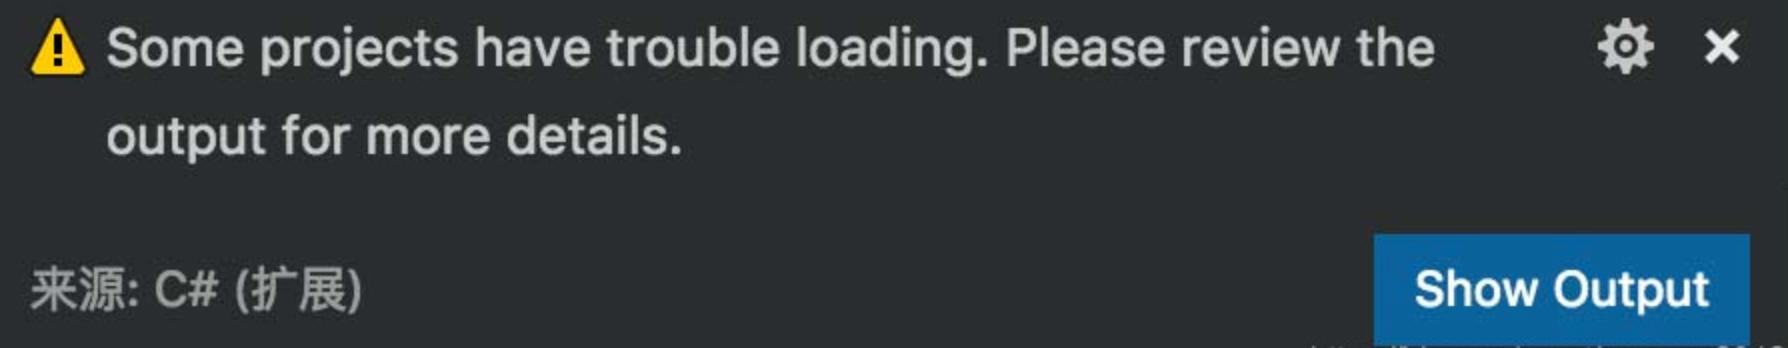 Some projects have trouble loading. Please review the
output for more details.
来源: C# (扩展)
Show Output